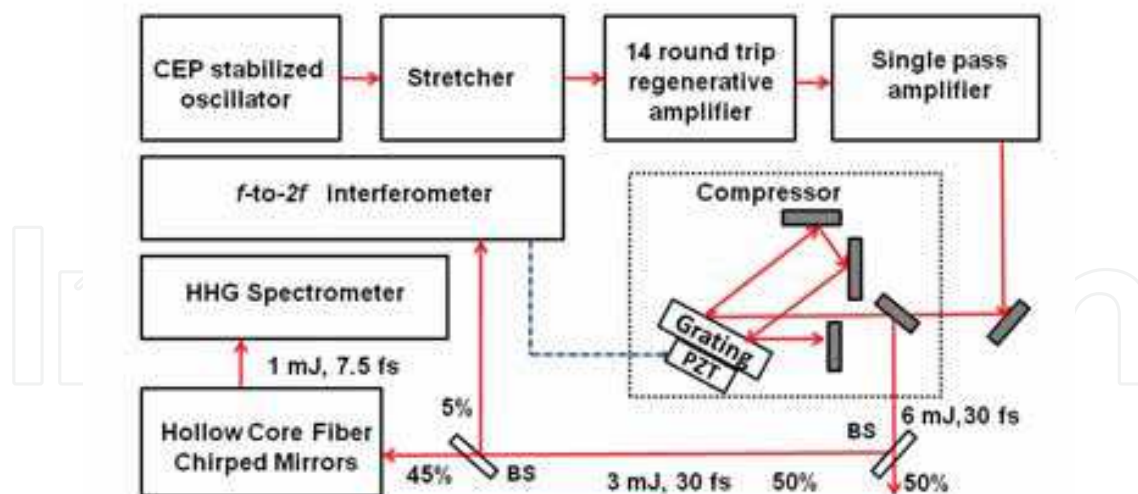 CEP stabilized
oscillator
Stretcher
14 round trip
regenerative
amplifier
Single pass
amplifier
f-to-2f Interferometer
Compressor
HHG Spectrometer
Grating
PZT
1 mJ, 7.5 fs
5%
6 mJ,30 fs
Hollow Core Fiber
Chirped Mirrors
BS
45%
BS
3 mJ, 30 fs
50%
50%